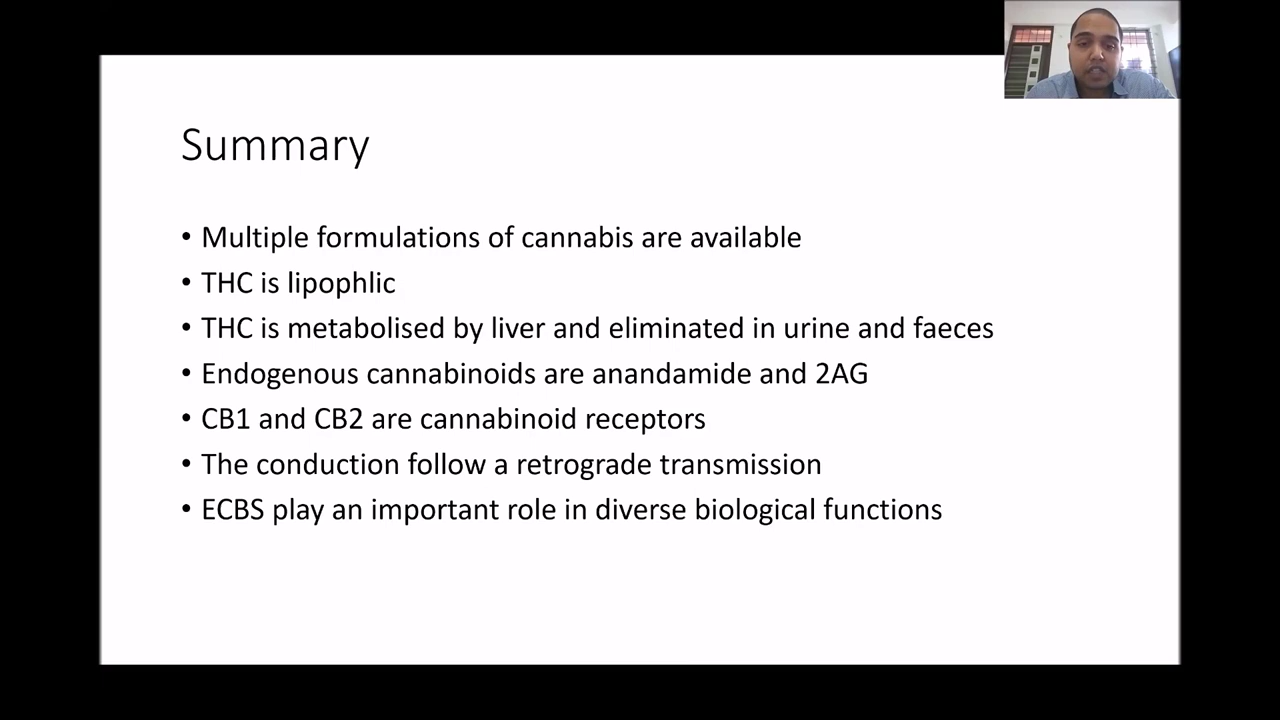 Summary
• Multiple formulations of cannabis are available
• THC is lipophlic
• THC is metabolised by liver and eliminated in urine and faeces
• Endogenous cannabinoids are anandamide and 2AG
• CB1 and CB2 are cannabinoid receptors
• The conduction follow a retrograde transmission
• ECBS play an important role in diverse biological functions